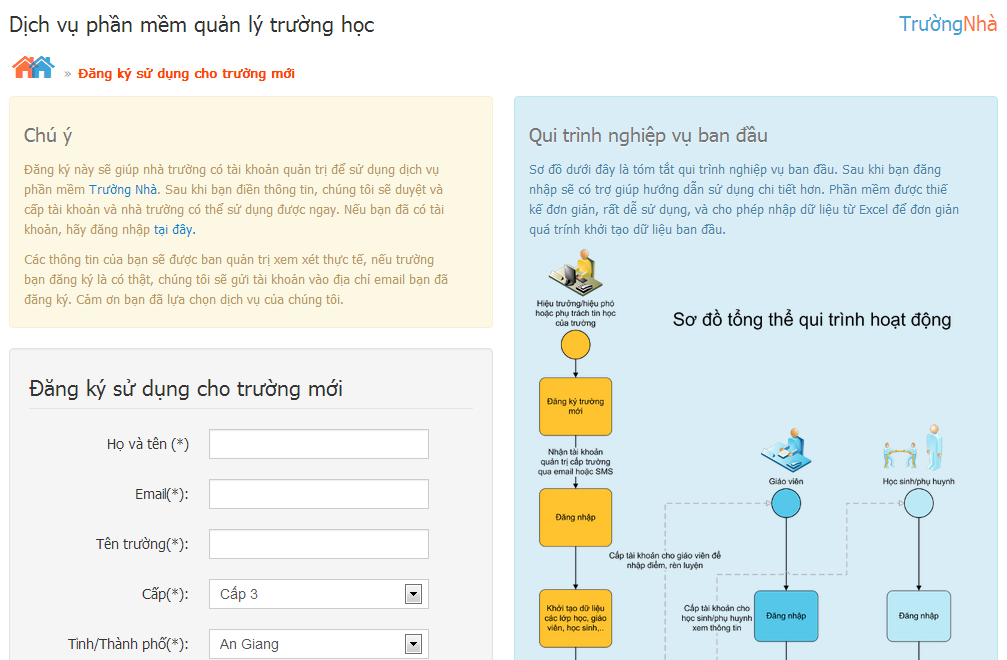 Dịch vụ phần mềm quản lý trường học
TrườngNhà
» Đăng ký sử dụng cho trường mới
Chú ý
Đăng ký này sẽ giúp nhà trường có tài khoản quản trị để sử dụng dịch vụ
phần mềm Trường Nhà. Sau khi bạn điền thông tin, chúng tôi sẽ duyệt và
cấp tài khoản và nhà trường có thể sử dụng được ngay. Nếu bạn đã có tài
khoản, hãy đăng nhập tại đây.
Các thông tin của bạn sẽ được ban quản trị xem xét thực tế, nếu trường
bạn đăng ký là có thật, chúng tôi sẽ gửi tài khoản vào địa chỉ email bạn đã
đăng ký. Cảm ơn bạn đã lựa chọn dịch vụ của chúng tôi.
Đăng ký sử dụng cho trường mới
Họ và tên (*)
Email(*):
Tên trường(*):
Cấp(*):
Cấp 3
Tỉnh/Thành phố(*):
An Giang
Qui trình nghiệp vụ ban đầu
Sơ đồ dưới đây là tóm tắt qui trình nghiệp vụ ban đầu. Sau khi bạn đăng
nhập sẽ có trợ giúp hướng dẫn sử dụng chi tiết hơn. Phần mềm được thiế
kế đơn giản, rất dễ sử dụng, và cho phép nhập dữ liệu từ Excel để đơn giản
quá trính khởi tạo dữ liệu ban đầu.
Hiệu trưởng/hiệu phó
hoặc phụ trách tin học
của trường
Sơ đồ tổng thể qui trình hoạt động
Đăng ký trường
mới
Nhận tài khoản
quản trị cấp trường
qua email hoặc SMS
Đăng nhập
Giáo viên
Học sinh/phụ huynh
Cấp tài khoản cho giáo viên để
nhập điểm, rèn luyện
Khởi tạo dữ liệu
các lớp học, giáo
viên, học sinh,..
Cấp tài khoản cho
học sinh/phụ huynh
xem thông tin
Đăng nhập
Đăng nhập